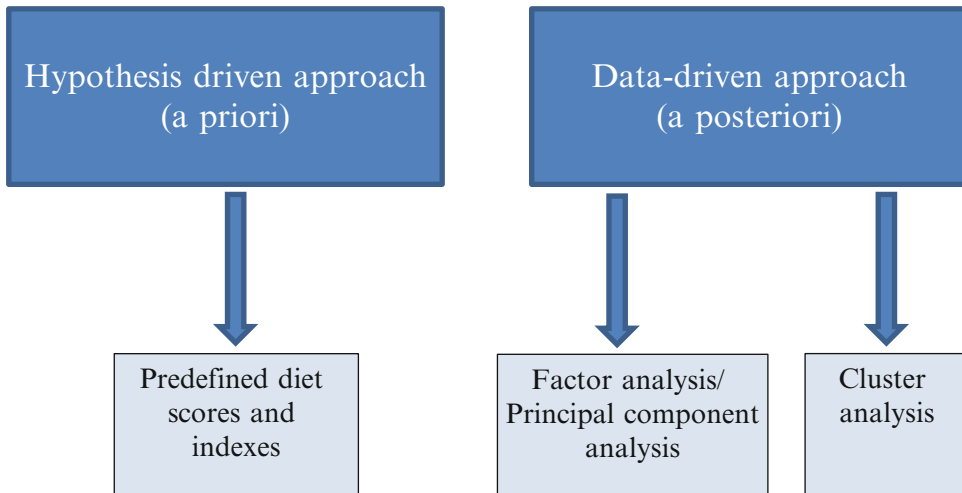 Hypothesis driven approach
(a priori)
Data-driven approach
(a posteriori)
Predefined diet
scores and
indexes
Factor analysis/
Principal component
analysis
Cluster
analysis